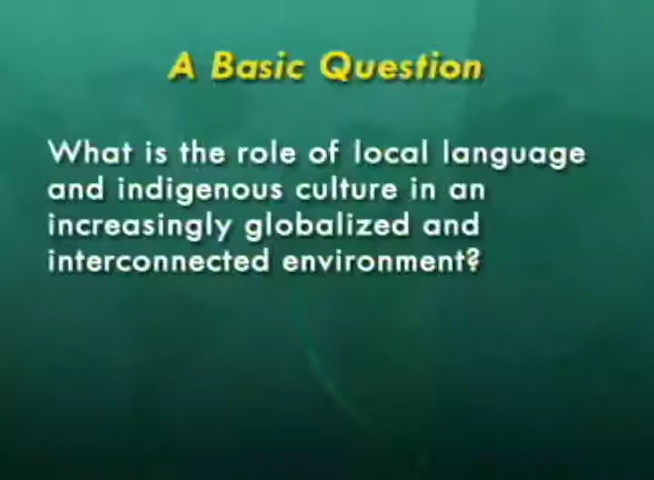 A Basic Question
What is the role of local language
and indigenous culture in an
increasingly globalized and
interconnected environment?